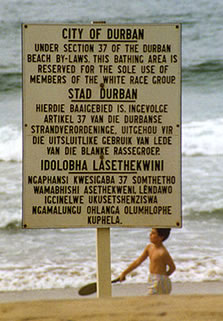 CITY OF DURBAN
UNDER SECTION 37 OF THE DURBAN
BEACH BY-LAWS, THIS BATHING AREA IS
RESERVED FOR THE SOLE USE OF
MEMBERS OF THE WHITE RACE GROUP.
STAD DURBAN
HIERDIE BAAIGEBIED IS, INGEVOLGE
ARTIKEL 37 VAN DIE DURBANSE
STRANDVERORDENINGE, UITGEHOU VIR
DIE UITSLUITLIKE GEBRUIK VAN LEDE
VAN DIE BLANKE RASSEGROEP.
IDOLOBHA LASETHEKWINI
NGAPHANSI KWESIGABA 37 SOMTHETHO
WAMABHISHI ASETHEKWENI, LENDAWO
IGCINELWE UKUSETSHENZISWA
NGAMALUNGU OHLANGA OLUMHLOPHE
KUPHELA.